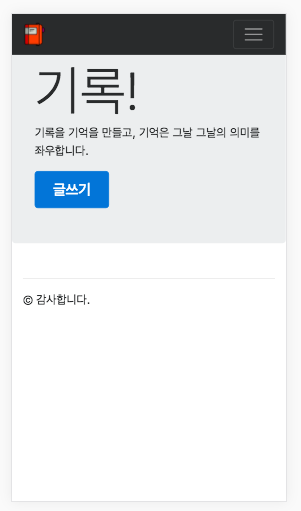 기록!
기록을 기억을 만들고, 기억은 그날 그날의 의미를
좌우합니다.
글쓰기
© 감사합니다.